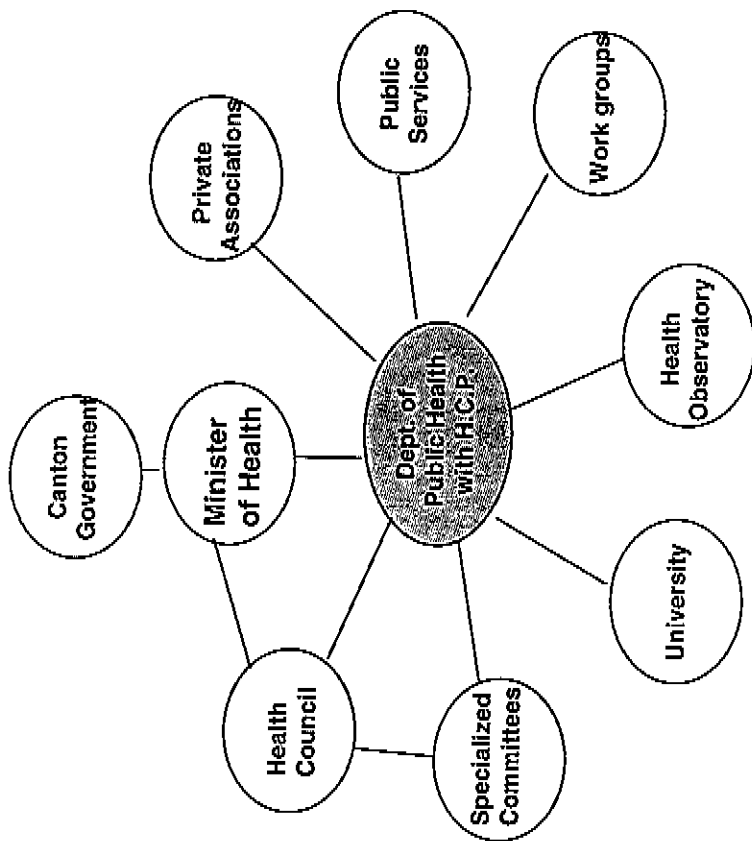 Canton
Government
Minister
of Health
Private
Associations
Health
Council
Public
Services
Dept. of
Public Health
with H.C.P.
Specialized
Committees
Work groups
University
Health
Observatory